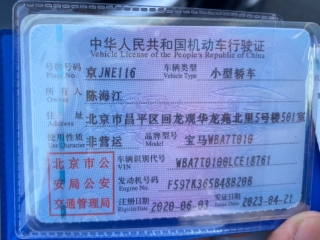 中华人民共和国机动车行驶证
Vehicle License of the People's Republic of China
号牌号码 京JNE116 车辆类型 小型轿车
Plate No. Vehicle Type
所有人 陈海江
Owner
住址 北京市昌平区回龙观华龙苑北里5号楼501室
Address
使用性质 非营运 品牌型号 宝马WBA7T010
Use Character Model
北京市公 车辆识别代号 WBA7T0100LCE18761
VIN
安局公安 发动机号码 F597K365B48B20B
Engine No.
交通管理局 注册日期 2020-06-03 发证日期 2023-04-21
Register Date Issue Date